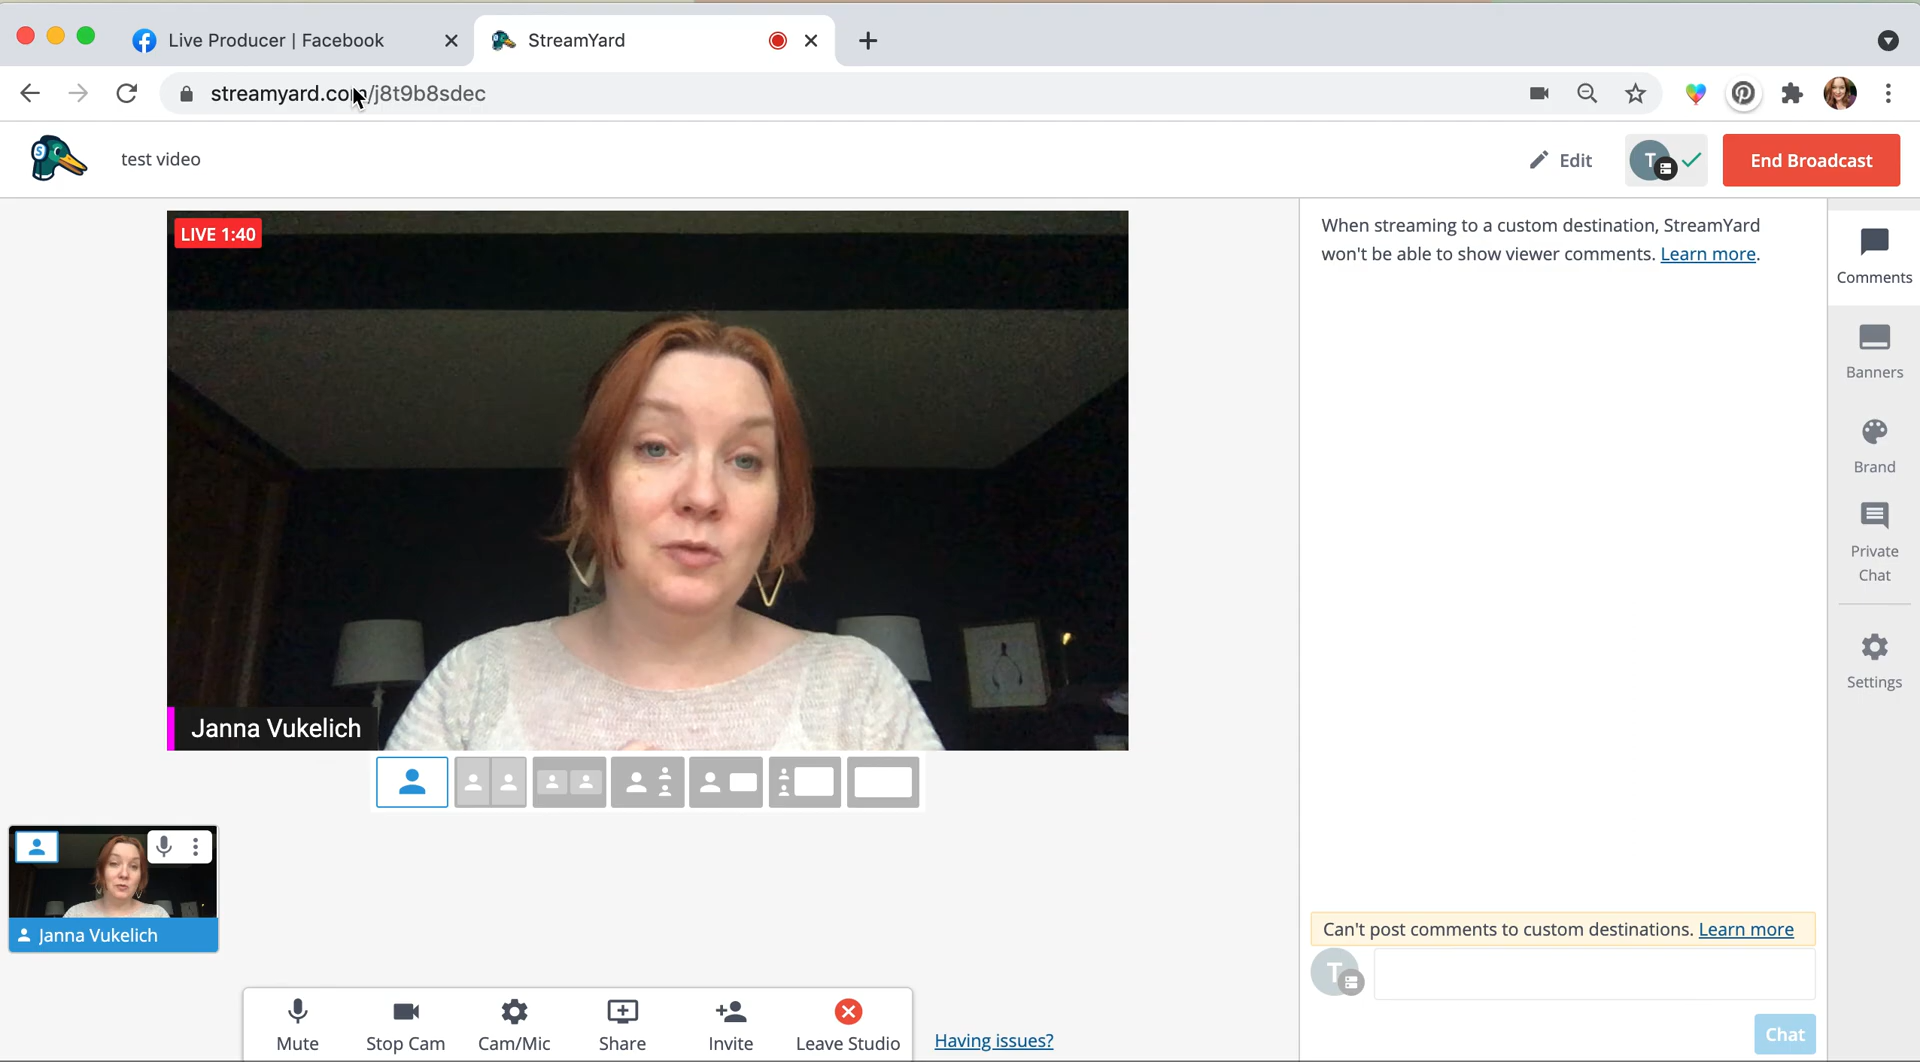 Live Producer | Facebook
StreamYard
streamyard.com/j8t9b8sdec
S
test video
Edit
T
End Broadcast
LIVE 1:40
Janna Vukelich
When streaming to a custom destination, StreamYard
won't be able to show viewer comments. Learn more.
Comments
Banners
Brand
Private
Chat
Settings
Janna Vukelich
Can't post comments to custom destinations. Learn more
T
Chat
Mute
Stop Cam
Cam/Mic
Share
Invite
Leave Studio
Having issues?